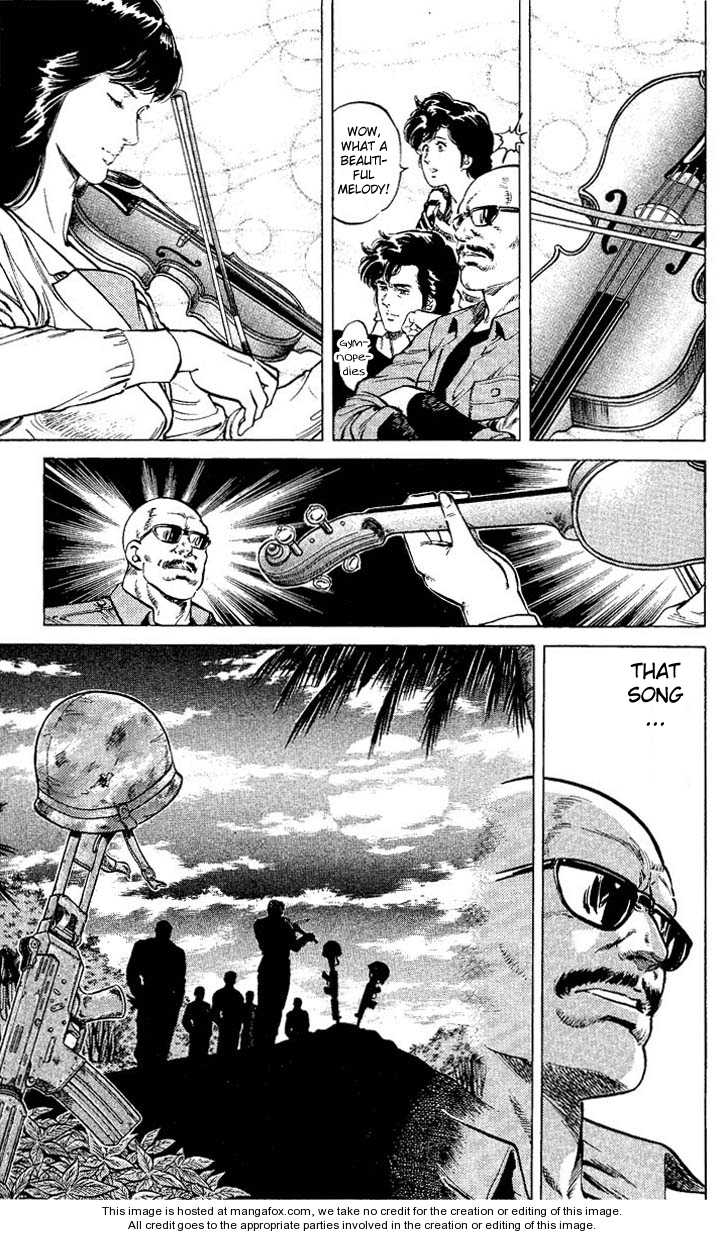 WOW,
WHAT A
BEAUTI-
FUL
MELODY!
Gym-
nope-
dies
THAT
SONG
...
This image is hosted at mangafox.com, we take no credit for the creation or editing of this image.
All credit goes to the appropriate parties involved in the creation or editing of this image.